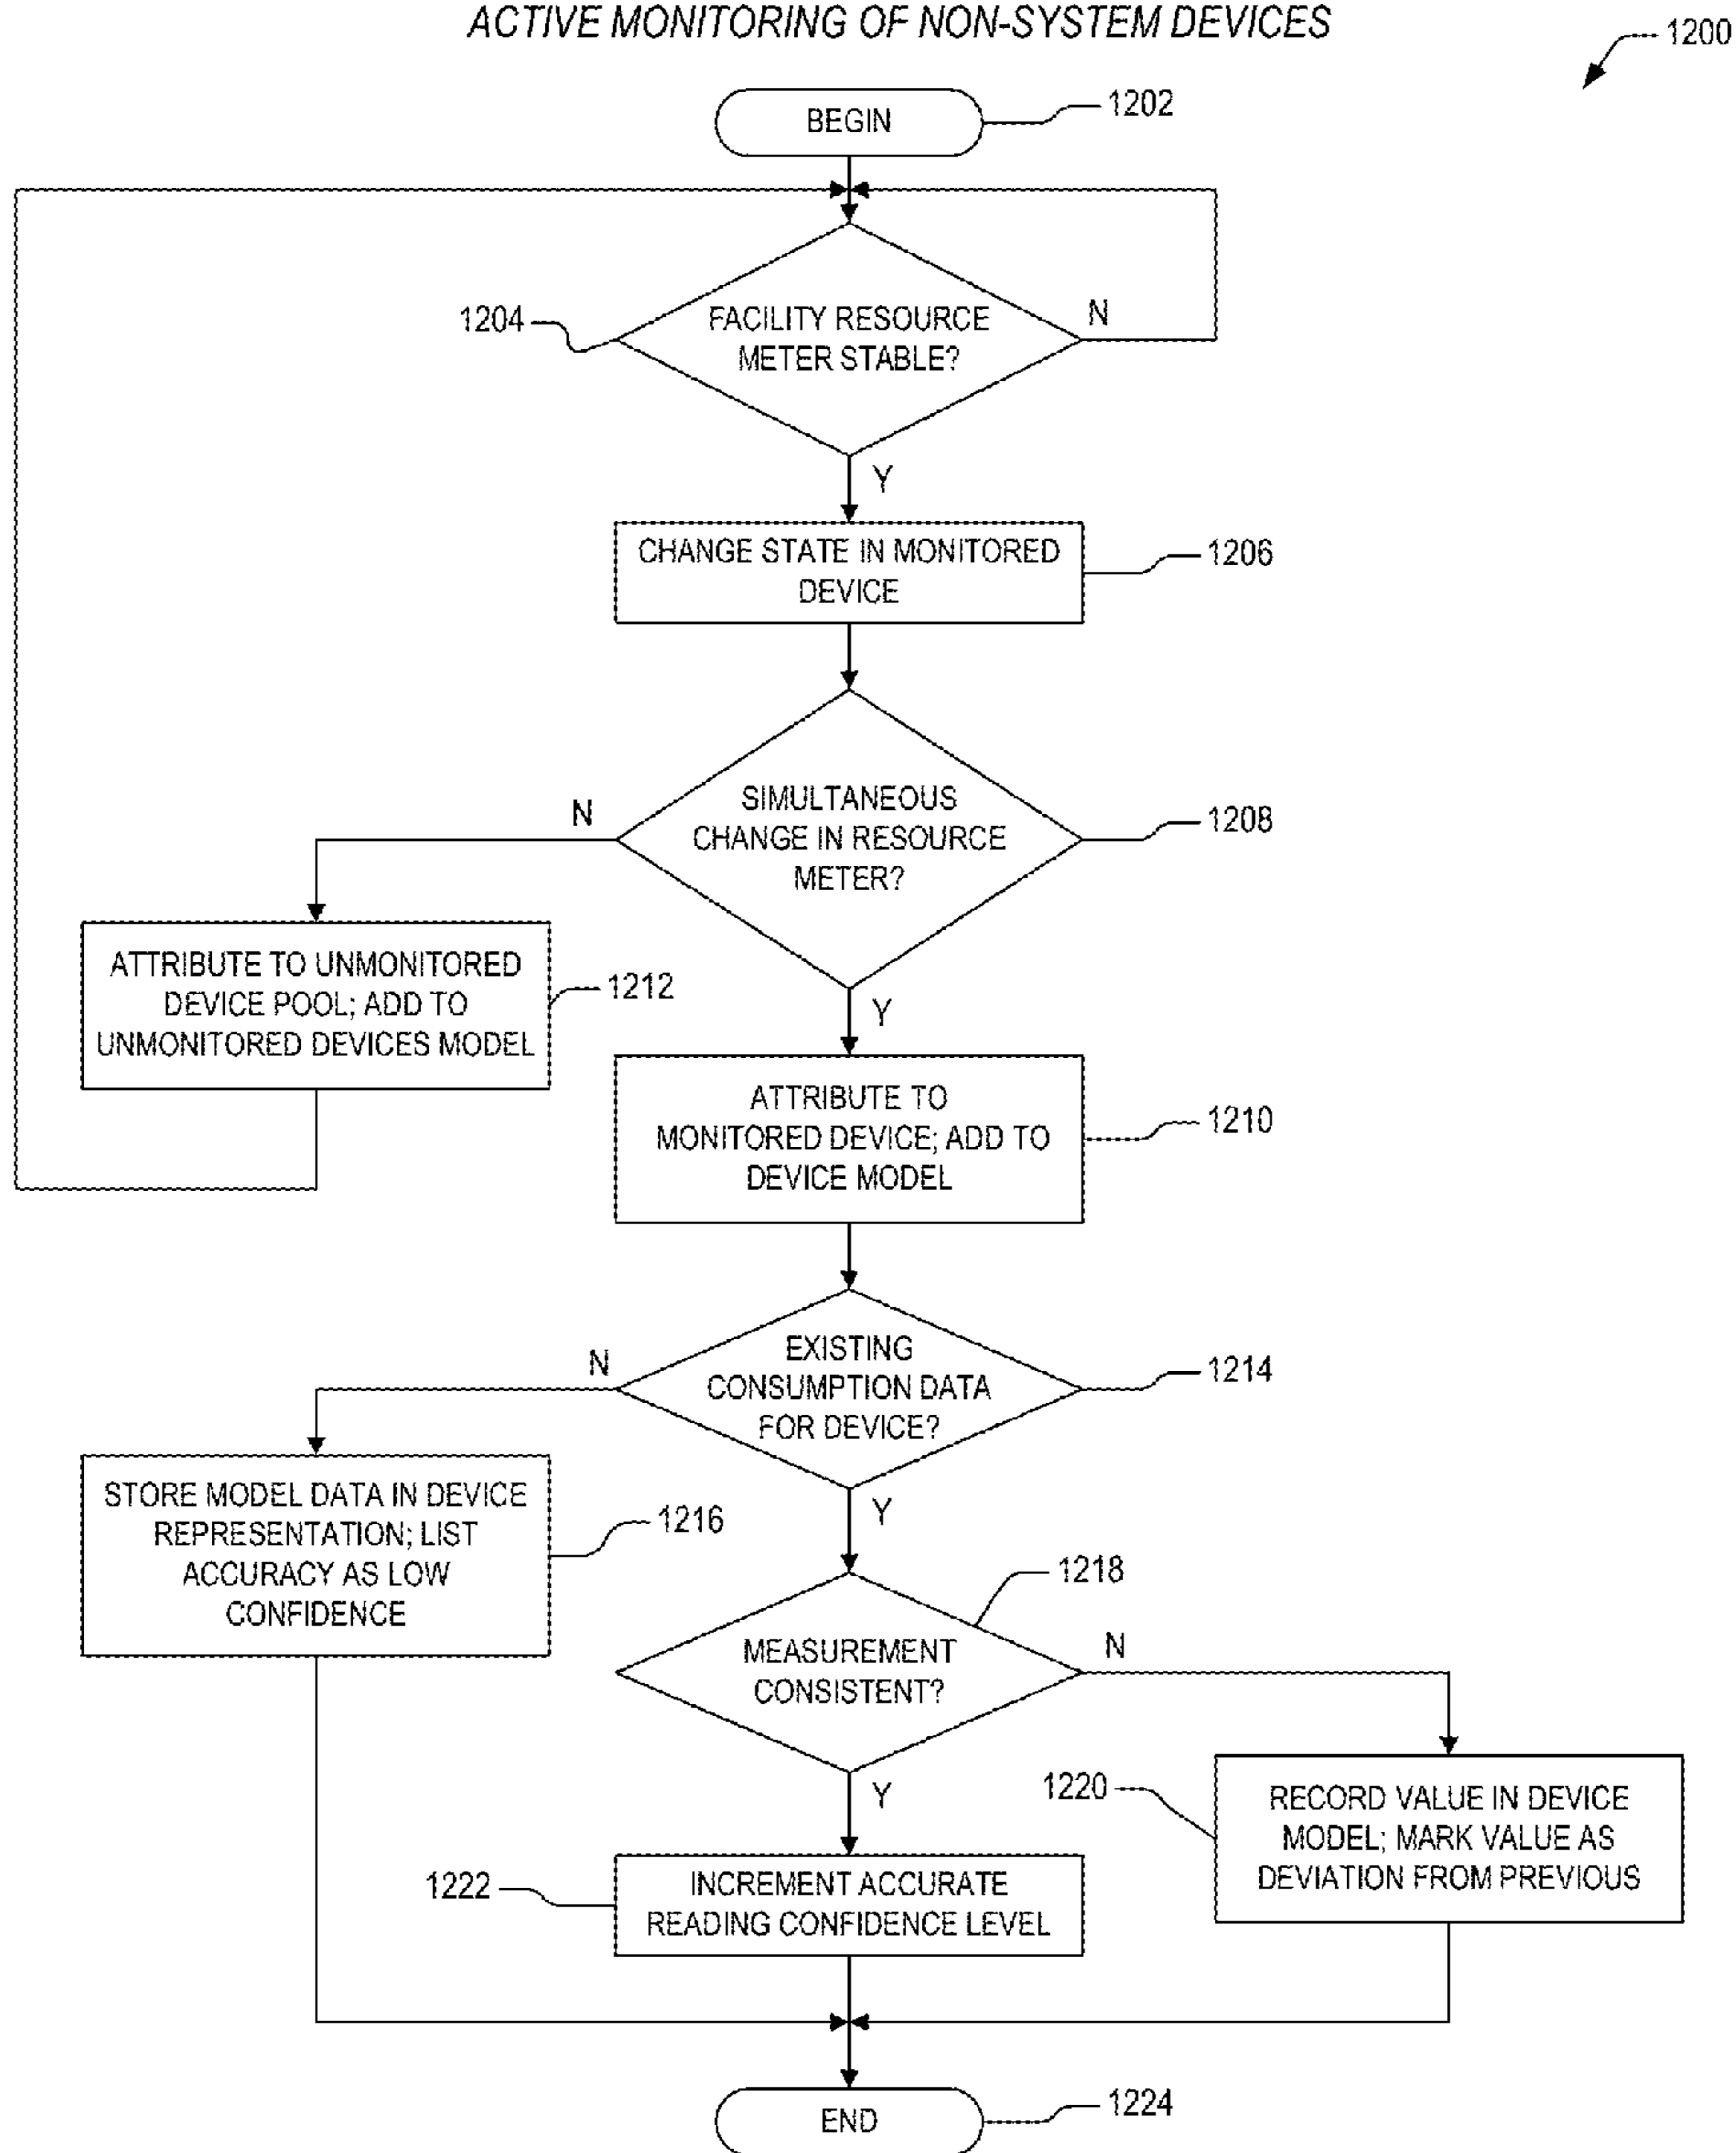 ACTIVE MONITORING OF NON-SYSTEM DEVICES
1200
BEGIN
1202
1204
FACILITY RESOURCE
METER STABLE?
N
Y
CHANGE STATE IN MONITORED
DEVICE
1206
N
SIMULTANEOUS
CHANGE IN RESOURCE
METER?
1208
ATTRIBUTE TO UNMONITORED
DEVICE POOL; ADD TO
UNMONITORED DEVICES MODEL
1212
Y
ATTRIBUTE TO
MONITORED DEVICE; ADD TO
DEVICE MODEL
1210
N
EXISTING
CONSUMPTION DATA
FOR DEVICE?
1214
STORE MODEL DATA IN DEVICE
REPRESENTATION; LIST
ACCURACY AS LOW
CONFIDENCE
1216
Y
1218
MEASUREMENT
CONSISTENT?
N
Y
1220
RECORD VALUE IN DEVICE
MODEL; MARK VALUE AS
DEVIATION FROM PREVIOUS
1222
INCREMENT ACCURATE
READING CONFIDENCE LEVEL
END
1224